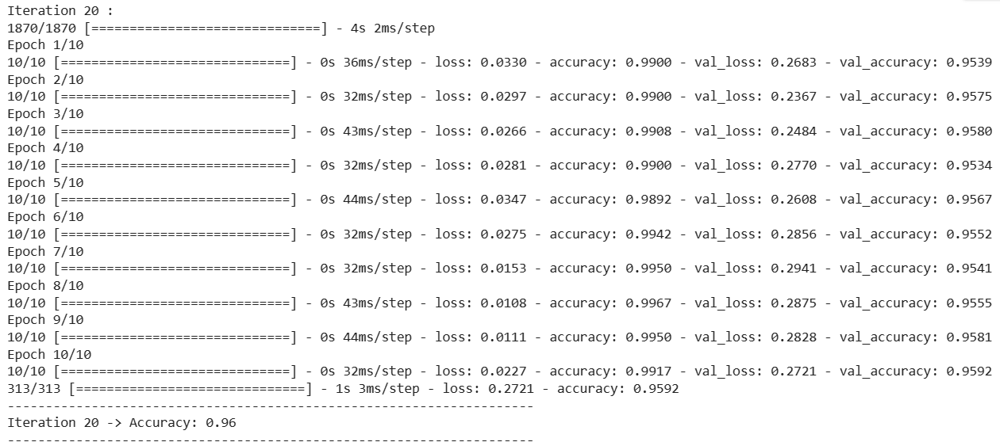 Iteration 20 :
1870/1870 [==============================] - 4s 2ms/step
Epoch 1/10
10/10 [==============================] - 0s 36ms/step - loss: 0.0330 - accuracy: 0.9900 - val_loss: 0.2683 - val_accuracy: 0.9539
Epoch 2/10
10/10 [==============================] - 0s 32ms/step - loss: 0.0297 - accuracy: 0.9900 - val_loss: 0.2367 - val_accuracy: 0.9575
Epoch 3/10
10/10 [==============================] - 0s 43ms/step - loss: 0.0266 - accuracy: 0.9908 - val_loss: 0.2484 - val_accuracy: 0.9580
Epoch 4/10
10/10 [==============================] - 0s 32ms/step - loss: 0.0281 - accuracy: 0.9900 - val_loss: 0.2770 - val_accuracy: 0.9534
Epoch 5/10
10/10 [==============================] - 0s 44ms/step - loss: 0.0347 - accuracy: 0.9892 - val_loss: 0.2608 - val_accuracy: 0.9567
Epoch 6/10
10/10 [==============================] - 0s 32ms/step - loss: 0.0275 - accuracy: 0.9942 - val_loss: 0.2856 - val_accuracy: 0.9552
Epoch 7/10
10/10 [==============================] - 0s 32ms/step - loss: 0.0153 - accuracy: 0.9950 - val_loss: 0.2941 - val_accuracy: 0.9541
Epoch 8/10
10/10 [==============================] - 0s 43ms/step - loss: 0.0108 - accuracy: 0.9967 - val_loss: 0.2875 - val_accuracy: 0.9555
Epoch 9/10
10/10 [==============================] - 0s 44ms/step - loss: 0.0111 - accuracy: 0.9950 - val_loss: 0.2828 - val_accuracy: 0.9581
Epoch 10/10
10/10 [==============================] - 0s 32ms/step - loss: 0.0227 - accuracy: 0.9917 - val_loss: 0.2721 - val_accuracy: 0.9592
313/313 [==============================] - 1s 3ms/step - loss: 0.2721 - accuracy: 0.9592
---------------------------------------------------------------------
Iteration 20 -> Accuracy: 0.96
---------------------------------------------------------------------